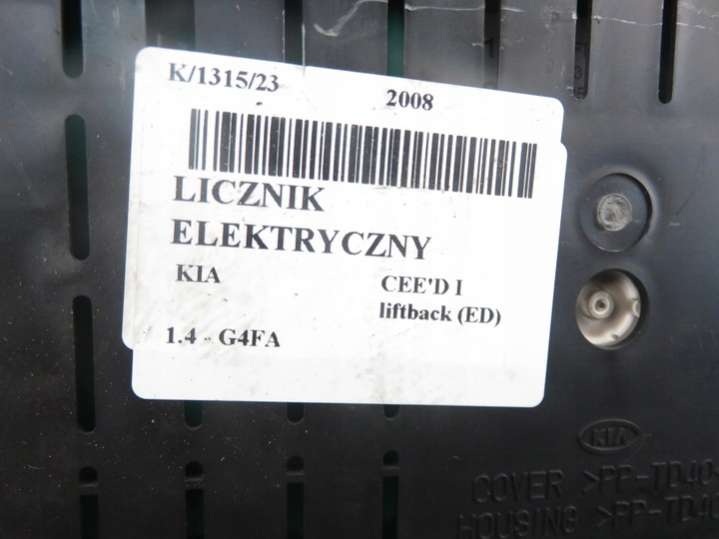 K/1315/23 2008
LICZNIK
ELEKTRYCZNY
KIA CEE'D I
liftback (ED)
1.4 - G4FA
KIA
COVER >PP-TD40
HOUSING >PP-TD40